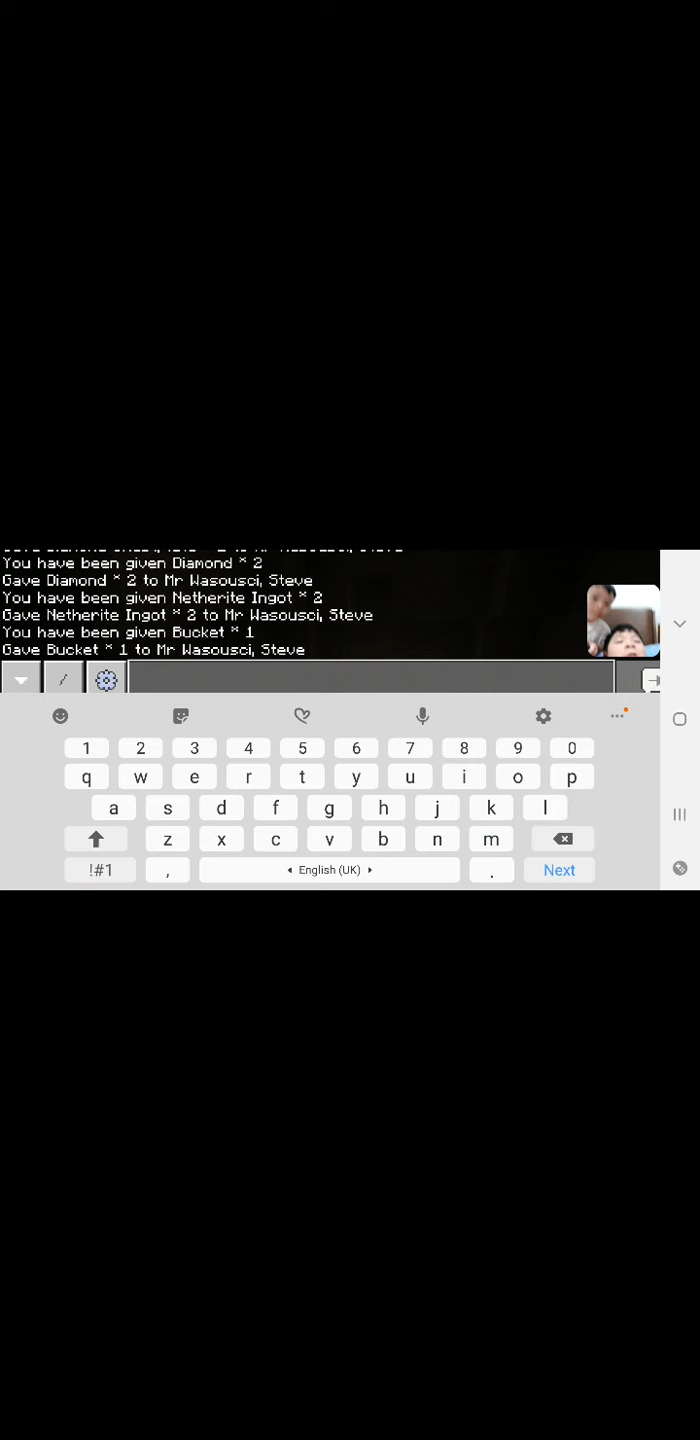 You have been given Diamond * 2
Gave Diamond * 2 to Mr Wasousci, Steve
You have been given Netherite Ingot * 2
Gave Netherite Ingot * 2 to Mr Wasousci, Steve
You have been given Bucket * 1
Gave Bucket * 1 to Mr Wasousci, Steve
/
1 2 3 4 5 6 7 8 9 0
q w e r t y u i o p
a s d f g h j k l
z x c v b n m
!#1 , English (UK) . Next